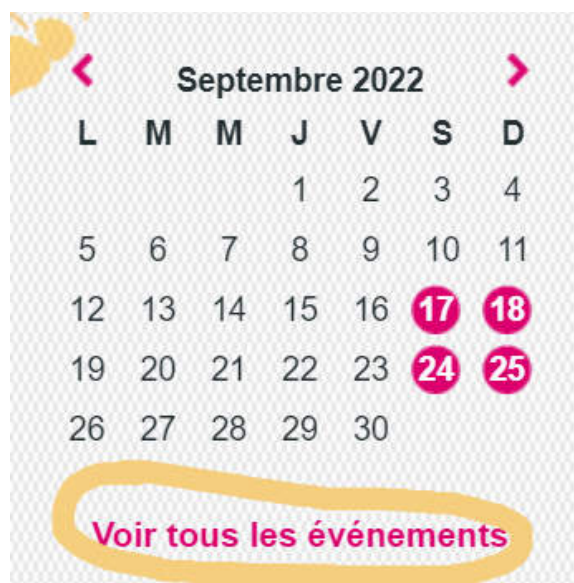 Septembre 2022
L M M J V S D
1 2 3 4
5 6 7 8 9 10 11
12 13 14 15 16 17 18
19 20 21 22 23 24 25
26 27 28 29 30
Voir tous les événements